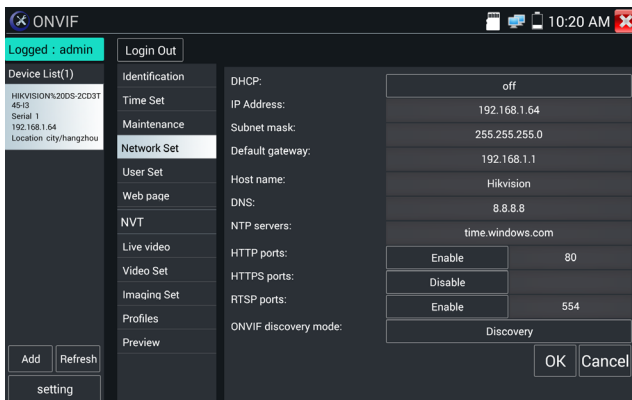 ONVIF
10:20 AM
Logged : admin
Login Out
Device List(1)
HIKVISION%20DS-2CD3T
45-I3
Serial 1
192.168.1.64
Location city/hangzhou
Identification
Time Set
Maintenance
Network Set
User Set
Web page
NVT
Live video
Video Set
Imaging Set
Profiles
Preview
DHCP: off
IP Address: 192.168.1.64
Subnet mask: 255.255.255.0
Default gateway: 192.168.1.1
Host name: Hikvision
DNS: 8.8.8.8
NTP servers: time.windows.com
HTTP ports: Enable 80
HTTPS ports: Disable
RTSP ports: Enable 554
ONVIF discovery mode: Discovery
OK Cancel
Add Refresh
setting